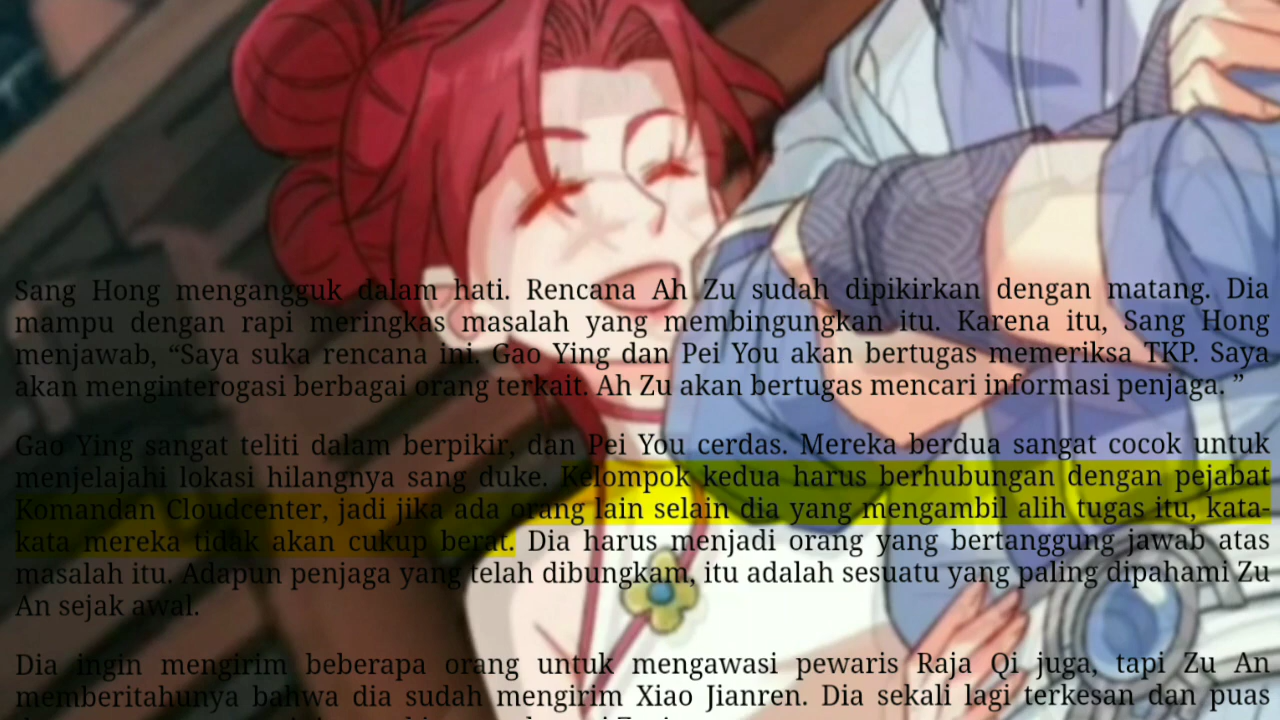 Sang Hong mengangguk dalam hati. Rencana Ah Zu sudah dipikirkan dengan matang. Dia
mampu dengan rapi meringkas masalah yang membingungkan itu. Karena itu, Sang Hong
menjawab, “Saya suka rencana ini. Gao Ying dan Pei You akan bertugas memeriksa TKP. Saya
akan menginterogasi berbagai orang terkait. Ah Zu akan bertugas mencari informasi penjaga. ”
Gao Ying sangat teliti dalam berpikir, dan Pei You cerdas. Mereka berdua sangat cocok untuk
menjelajahi lokasi hilangnya sang duke. Kelompok kedua harus berhubungan dengan pejabat
Komandan Cloudcenter, jadi jika ada orang lain selain dia yang mengambil alih tugas itu, kata-
kata mereka tidak akan cukup berat. Dia harus menjadi orang yang bertanggung jawab atas
masalah itu. Adapun penjaga yang telah dibungkam, itu adalah sesuatu yang paling dipahami Zu
An sejak awal.
Dia ingin mengirim beberapa orang untuk mengawasi pewaris Raja Qi juga, tapi Zu An
memberitahunya bahwa dia sudah mengirim Xiao Jianren. Dia sekali lagi terkesan dan puas